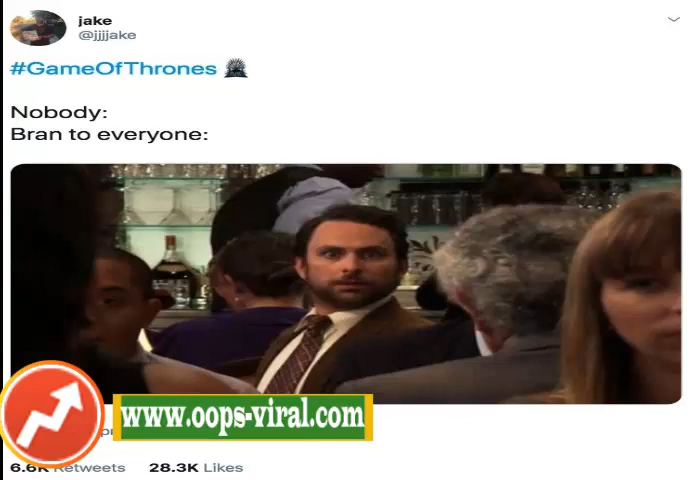 jake
@jjjjake
#GameOfThrones
Nobody:
Bran to everyone:
www.oops-viral.com
6.6K Retweets 28.3K Likes